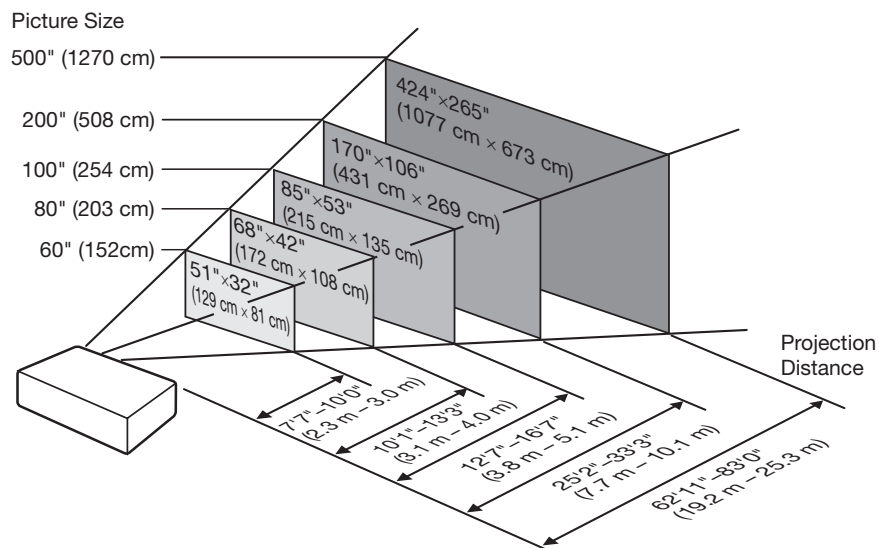 Picture Size
500" (1270 cm)
200" (508 cm)
100" (254 cm)
80" (203 cm)
60" (152cm)
424"×265"
(1077 cm × 673 cm)
170"×106"
(431 cm × 269 cm)
85"×53"
(215 cm × 135 cm)
68"×42"
(172 cm × 108 cm)
51"×32"
(129 cm × 81 cm)
Projection
Distance
7'7"–10'0"
(2.3 m – 3.0 m)
10'1"–13'3"
(3.1 m – 4.0 m)
12'7"–16'7"
(3.8 m – 5.1 m)
25'2"–33'3"
(7.7 m – 10.1 m)
62'11"–83'0"
(19.2 m – 25.3 m)